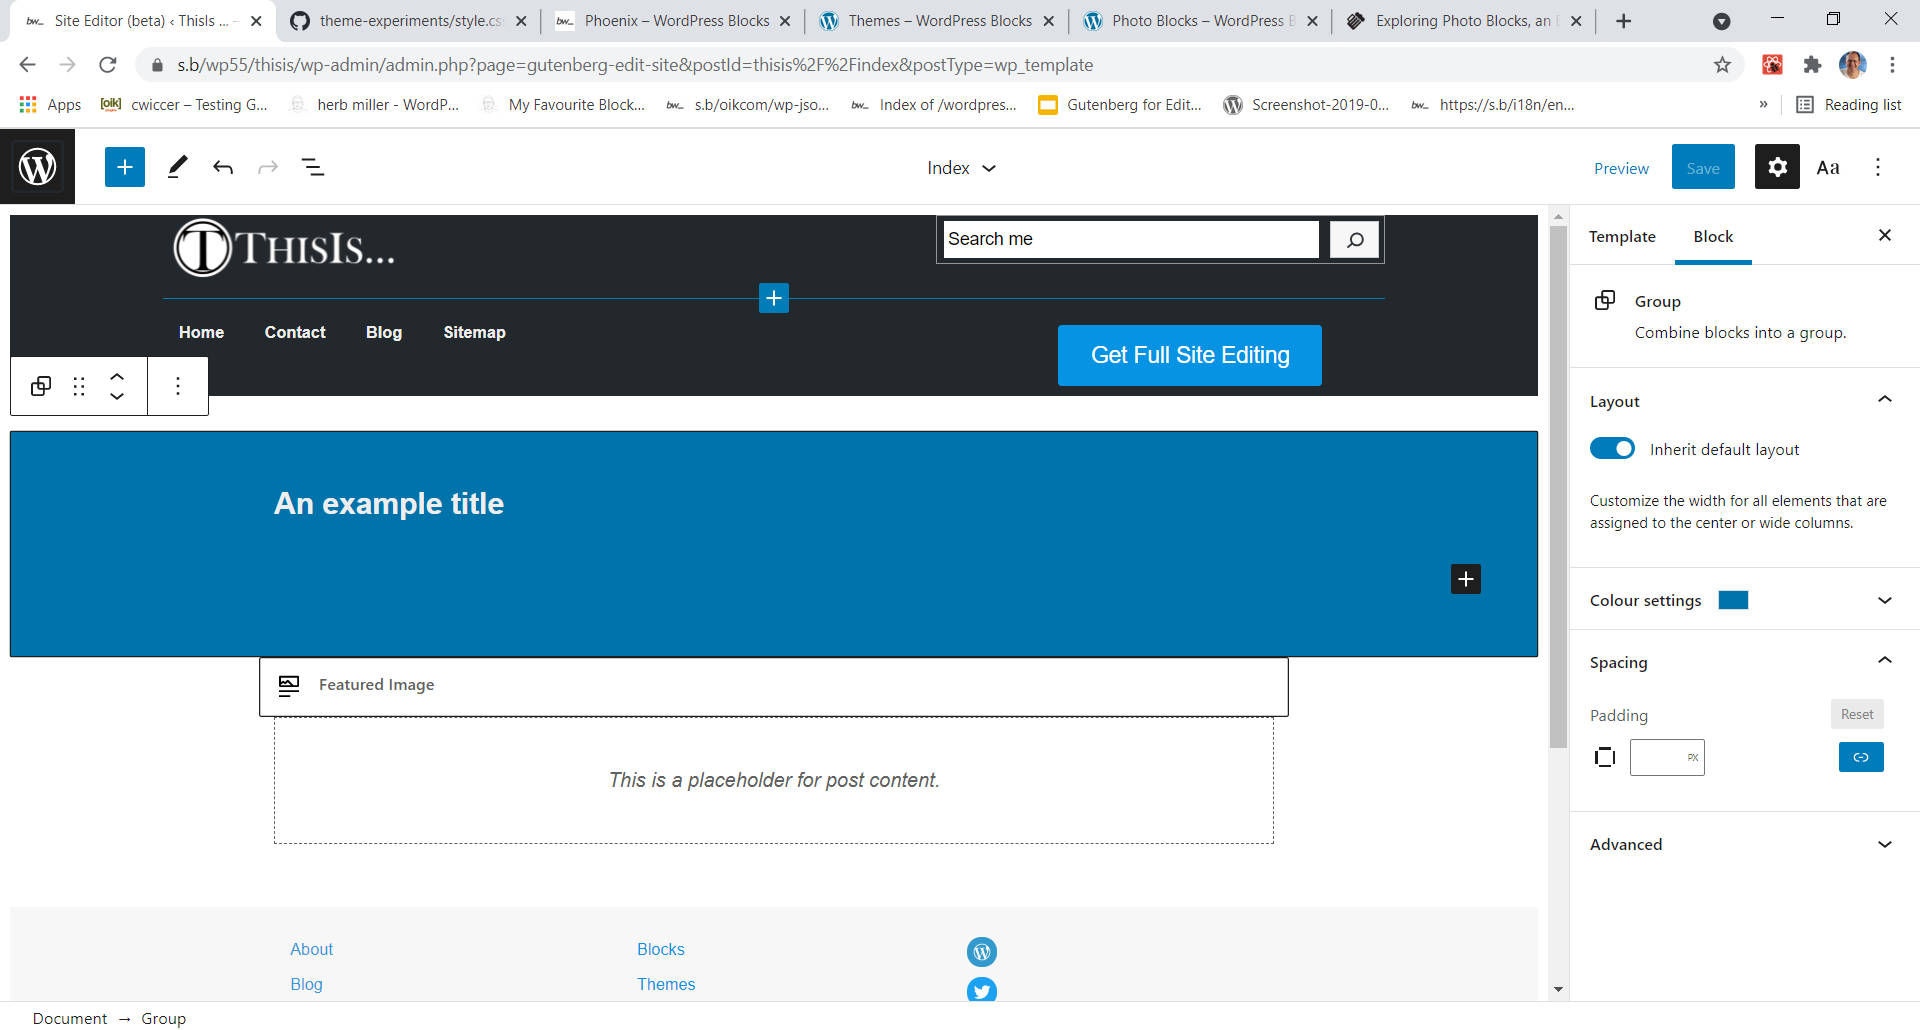 Site Editor (beta) ‹ ThisIs ... –
theme-experiments/style.cs
Phoenix – WordPress Blocks
Themes – WordPress Blocks
Photo Blocks – WordPress B
Exploring Photo Blocks, an E
s.b/wp55/thisis/wp-admin/admin.php?page=gutenberg-edit-site&postId=thisis%2F%2Findex&postType=wp_template
Apps
cwiccer – Testing G...
herb miller - WordP...
My Favourite Block...
s.b/oikcom/wp-jso...
Index of /wordpres...
Gutenberg for Edit...
Screenshot-2019-0...
https://s.b/i18n/en...
»
Reading list
Index
Preview
Save
Aa
THISIS...
Search me
Home
Contact
Blog
Sitemap
Get Full Site Editing
An example title
Featured Image
This is a placeholder for post content.
About
Blocks
Blog
Themes
Template
Block
Group
Combine blocks into a group.
Layout
Inherit default layout
Customize the width for all elements that are
assigned to the center or wide columns.
Colour settings
Spacing
Padding
Reset
PX
Advanced
Document → Group